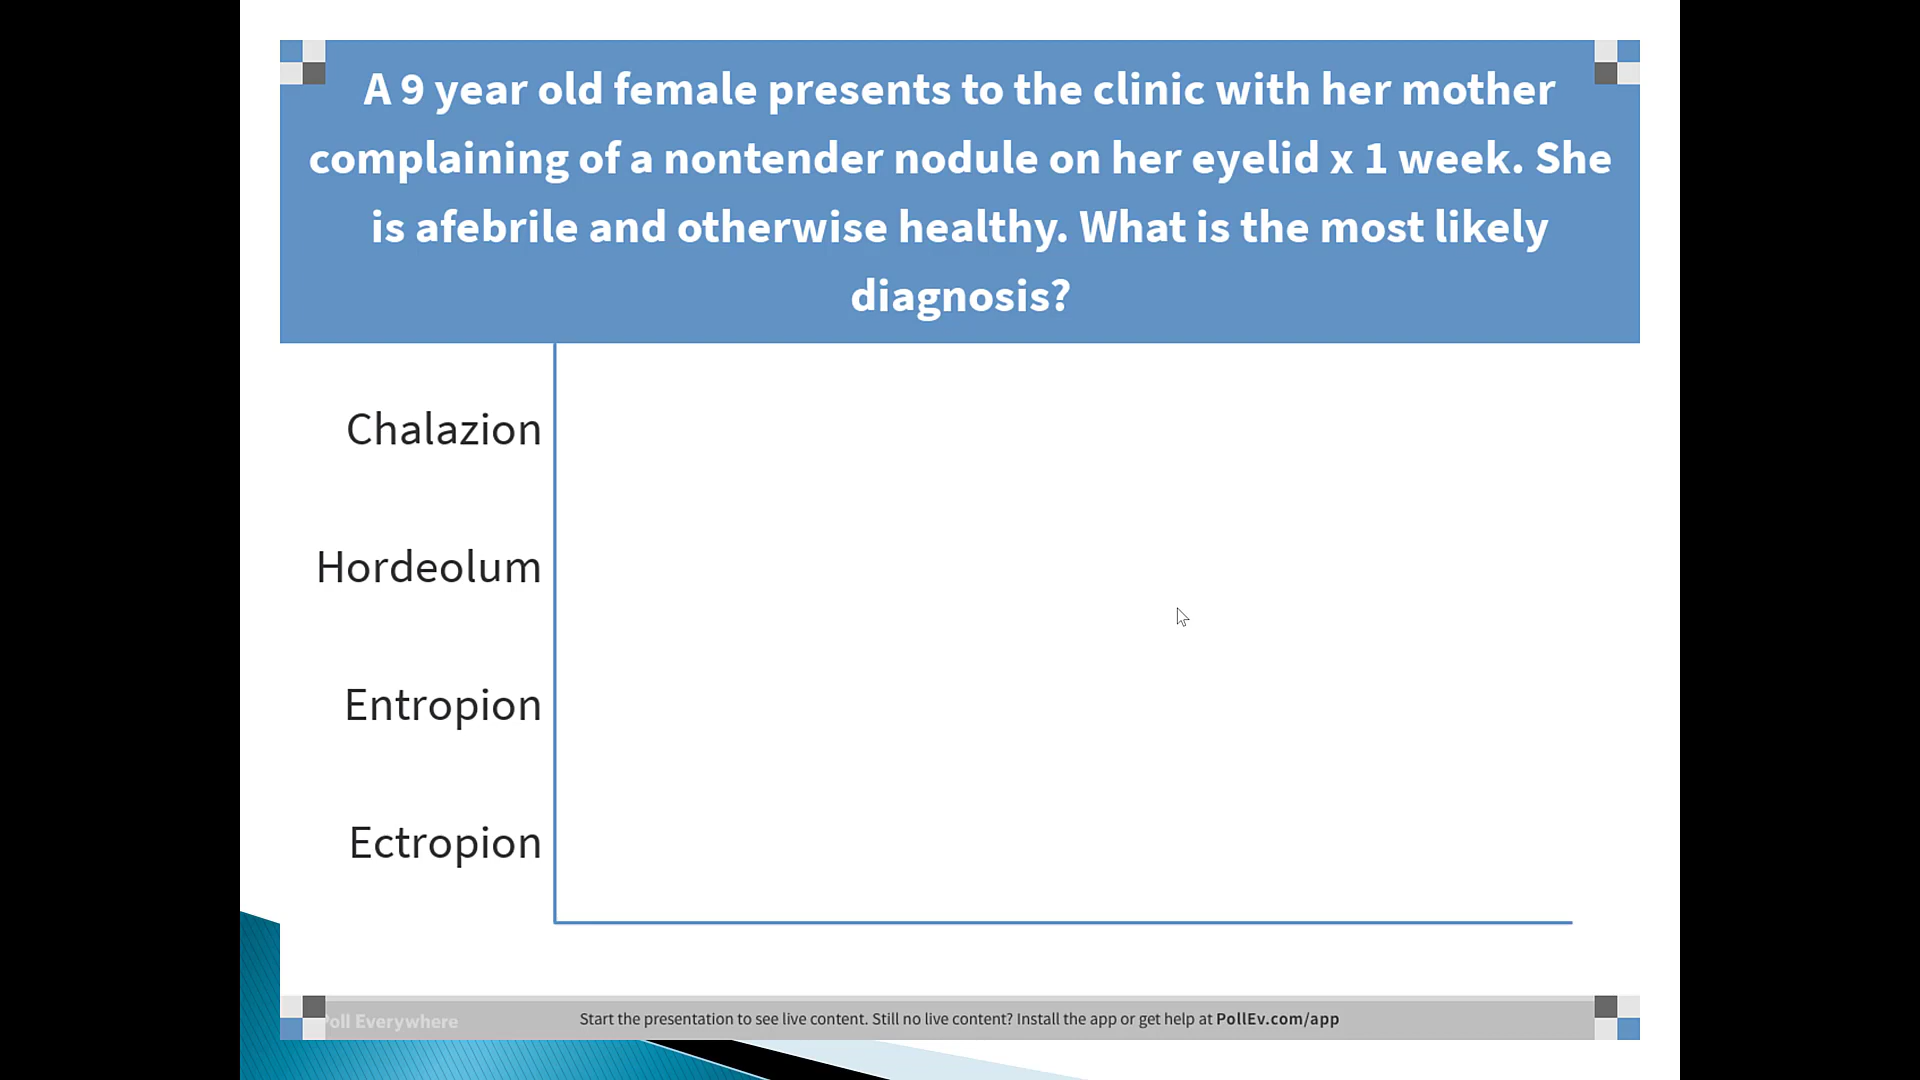 A 9 year old female presents to the clinic with her mother
complaining of a nontender nodule on her eyelid x 1 week. She
is afebrile and otherwise healthy. What is the most likely
diagnosis?
Chalazion
Hordeolum
Entropion
Ectropion
Poll Everywhere
Start the presentation to see live content. Still no live content? Install the app or get help at PollEv.com/app